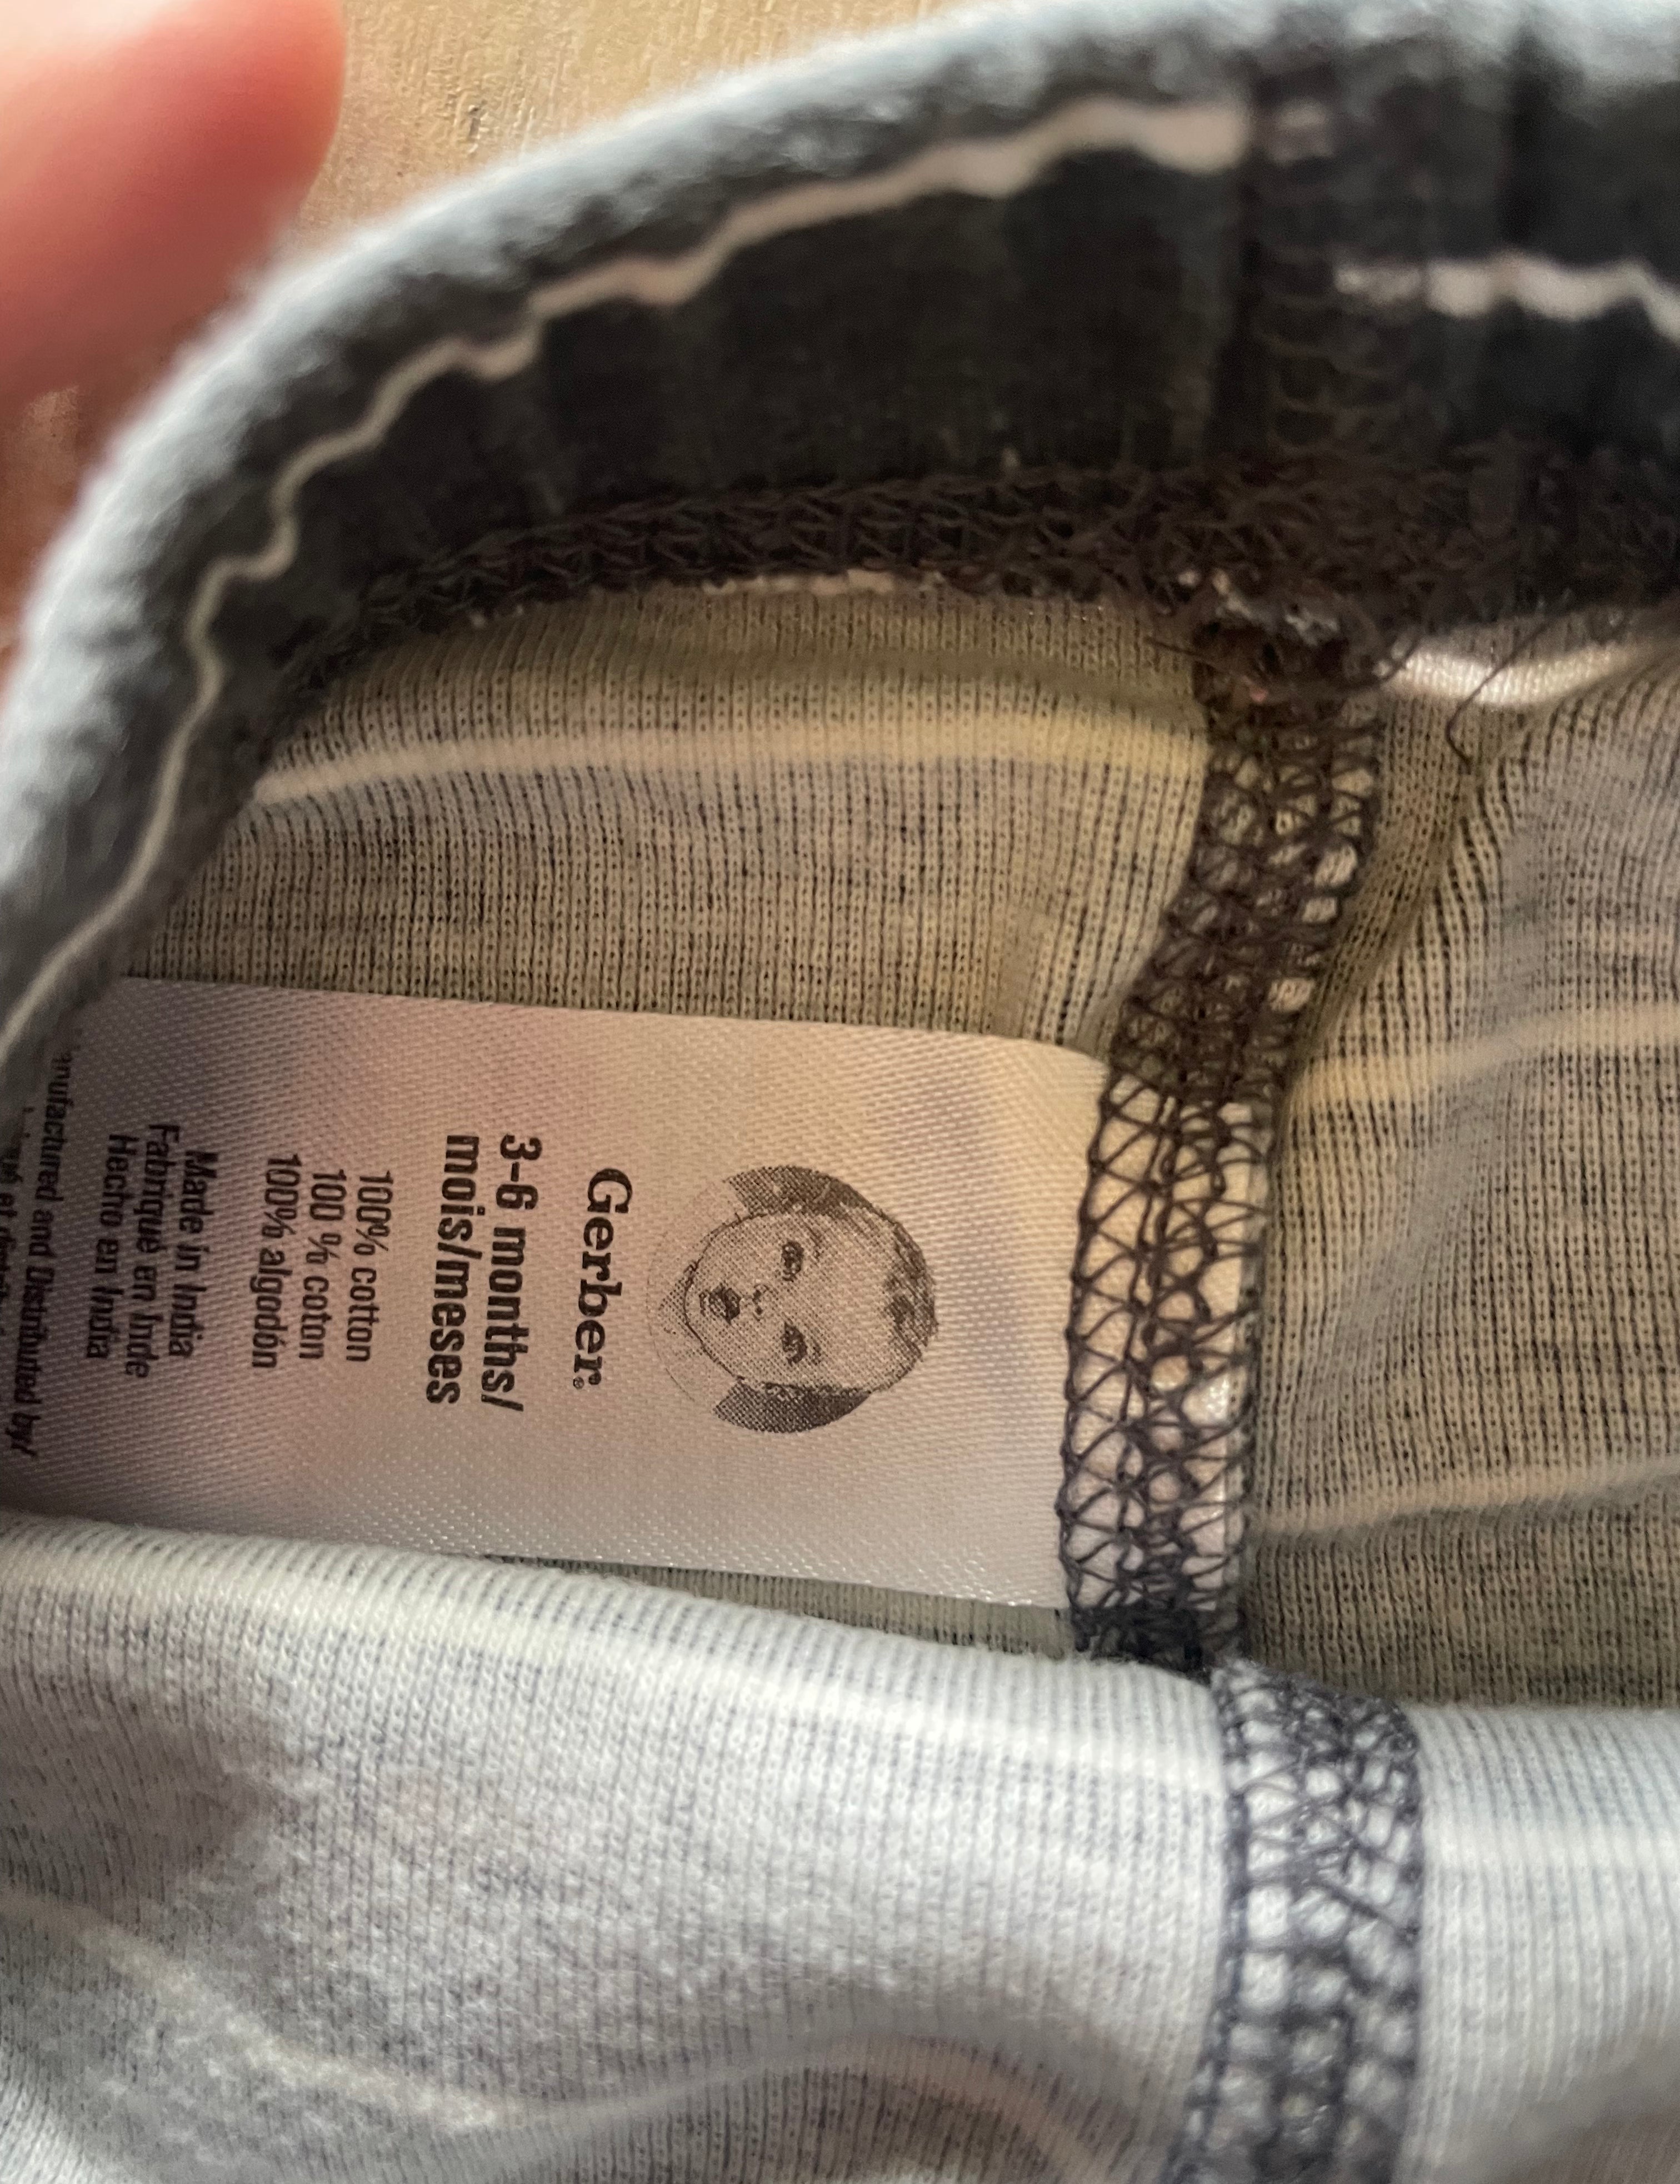 Gerber®
3-6 months/
mois/meses
100% cotton
100 % coton
100% algodón
Made in India
Fabriqué en Inde
Hecho en India
and Distributed by/